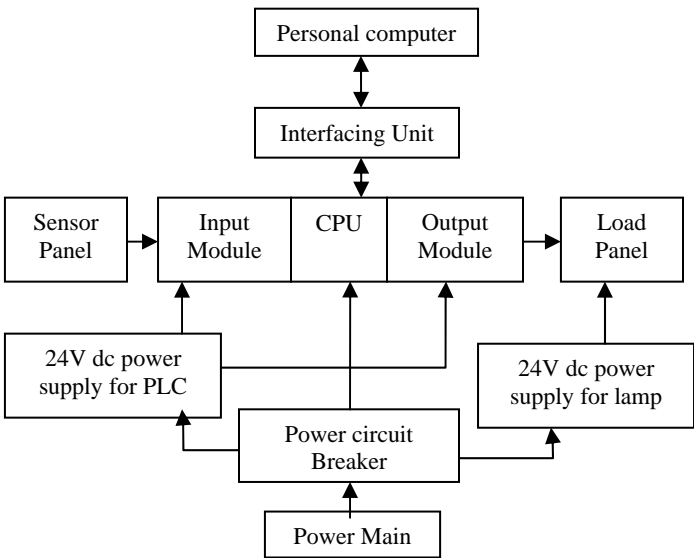 Personal computer
Interfacing Unit
Sensor
Panel
Input
Module
CPU
Output
Module
Load
Panel
24V dc power
supply for PLC
24V dc power
supply for lamp
Power circuit
Breaker
Power Main